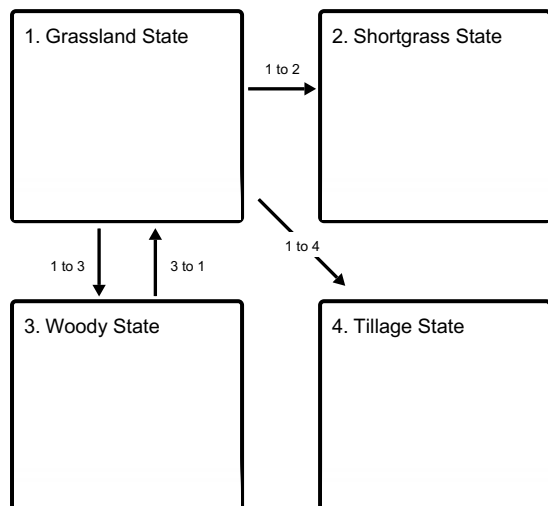 1. Grassland State
2. Shortgrass State
1 to 2
1 to 4
1 to 3
3 to 1
3. Woody State
4. Tillage State